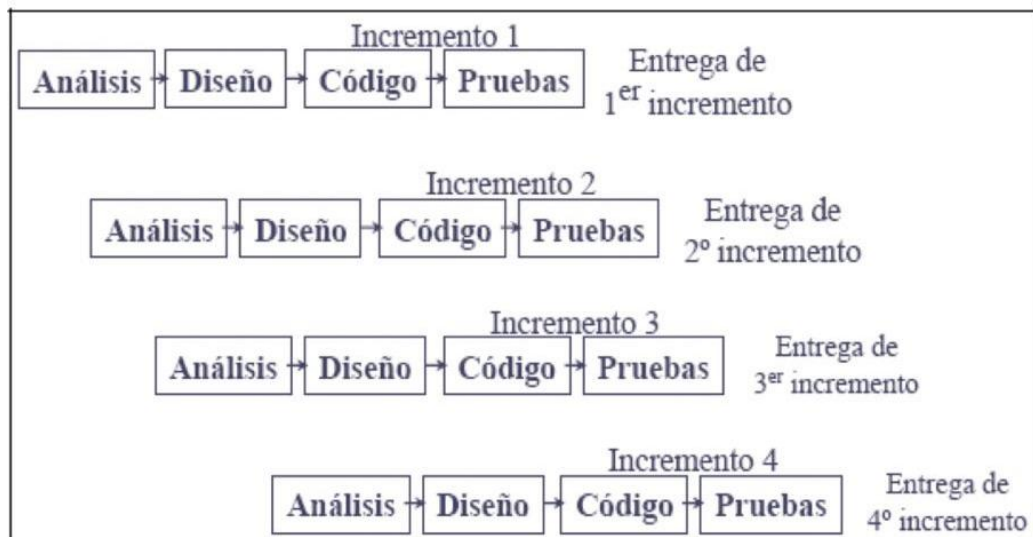 Incremento 1
Análisis Diseño Código Pruebas
Entrega de
1er incremento
Incremento 2
Análisis Diseño Código Pruebas
Entrega de
2º incremento
Incremento 3
Análisis Diseño Código Pruebas
Entrega de
3er incremento
Incremento 4
Análisis Diseño Código Pruebas
Entrega de
4º incremento